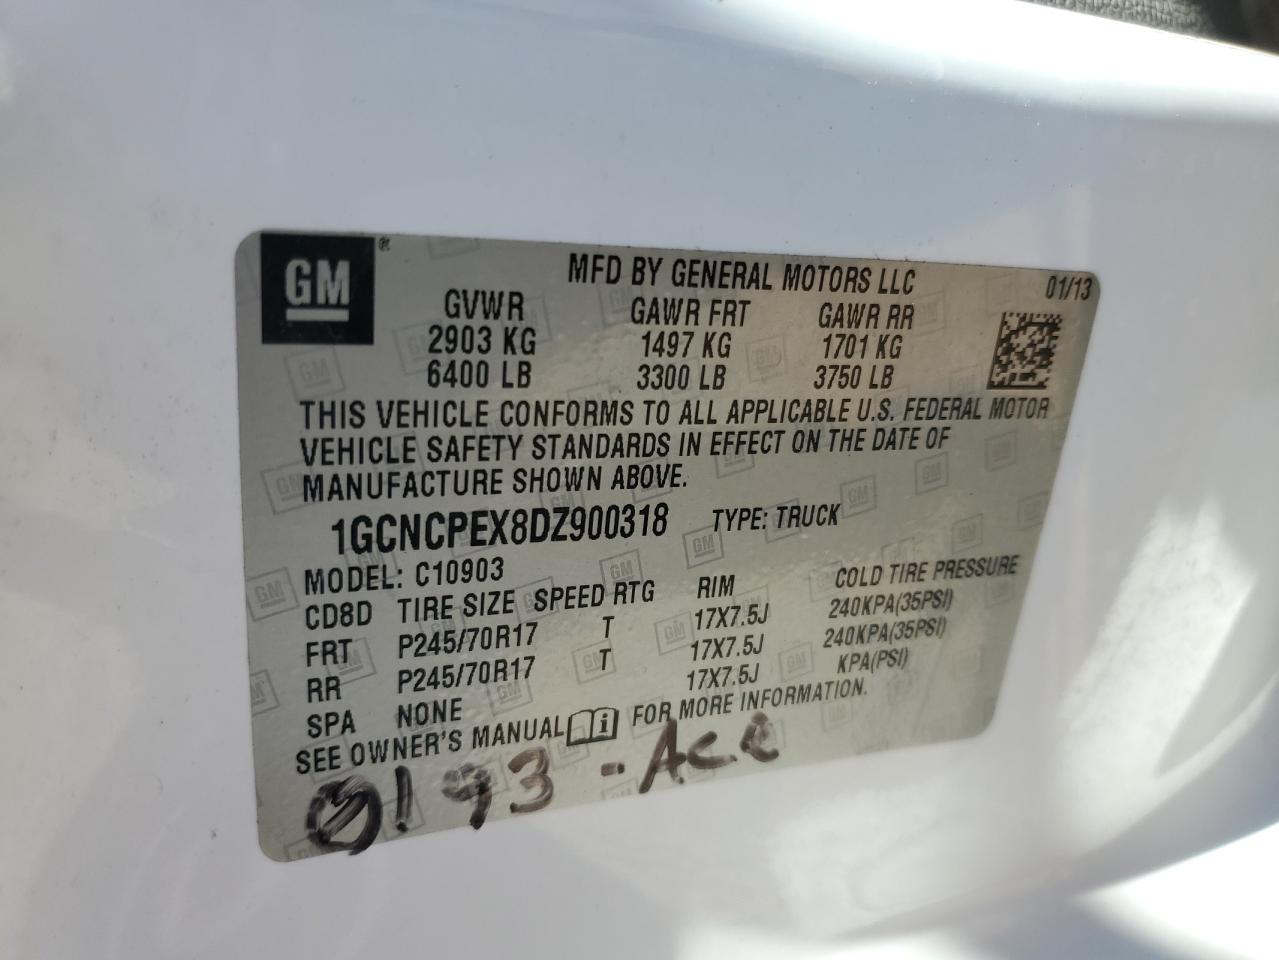 GM ®
MFD BY GENERAL MOTORS LLC 01/13
GVWR GAWR FRT GAWR RR
2903 KG 1497 KG 1701 KG
6400 LB 3300 LB 3750 LB
THIS VEHICLE CONFORMS TO ALL APPLICABLE U.S. FEDERAL MOTOR
VEHICLE SAFETY STANDARDS IN EFFECT ON THE DATE OF
MANUFACTURE SHOWN ABOVE.
1GCNCPEX8DZ900318 TYPE: TRUCK
MODEL: C10903
CD8D TIRE SIZE SPEED RTG RIM COLD TIRE PRESSURE
FRT P245/70R17 T 17X7.5J 240KPA(35PSI)
RR P245/70R17 T 17X7.5J 240KPA(35PSI)
SPA NONE 17X7.5J KPA(PSI)
SEE OWNER'S MANUAL i FOR MORE INFORMATION.
0193 - Ace